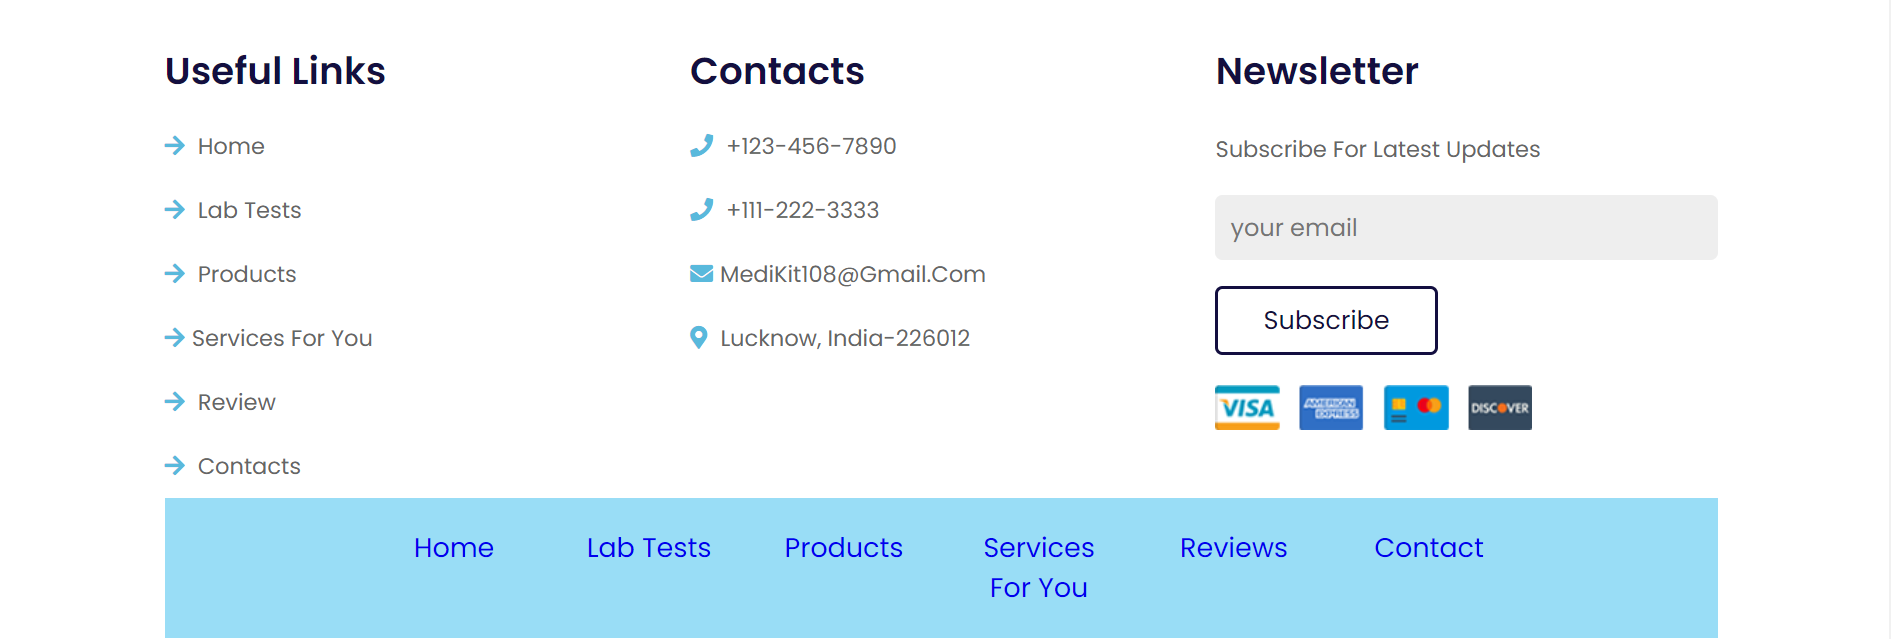 Useful Links
Home
Lab Tests
Products
Services For You
Review
Contacts
Contacts
+123-456-7890
+111-222-3333
MediKit108@Gmail.Com
Lucknow, India-226012
Newsletter
Subscribe For Latest Updates
your email
Subscribe
VISA
AMERICAN
EXPRESS
DISCOVER
Home
Lab Tests
Products
Services
For You
Reviews
Contact